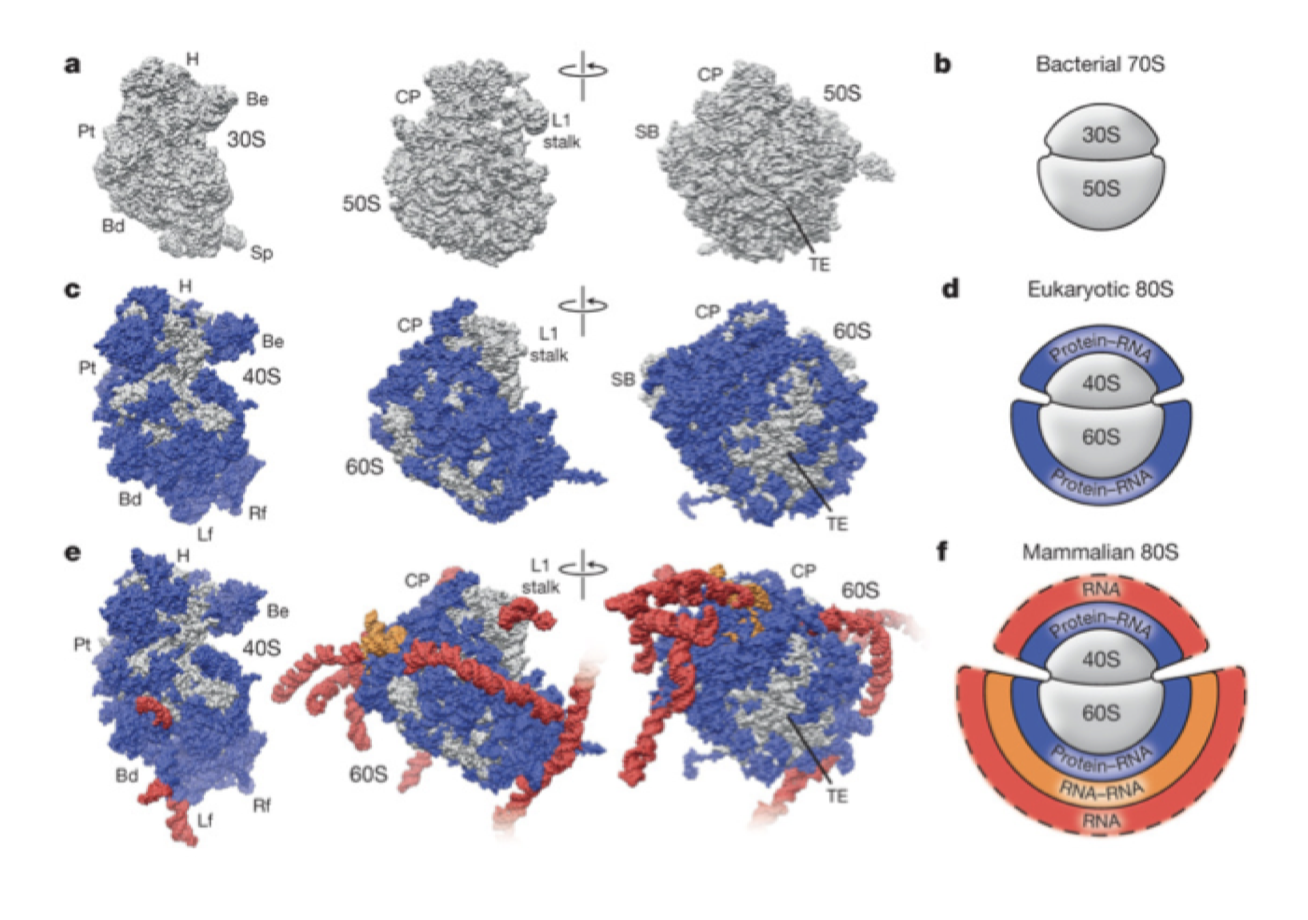 a
H
Be
Pt
30S
Bd
Sp
CP
L1
stalk
50S
CP
50S
SB
TE
b
Bacterial 70S
30S
50S
c
H
Be
Pt
40S
Bd
Rf
Lf
CP
L1
stalk
60S
CP
60S
SB
TE
d
Eukaryotic 80S
Protein–RNA
40S
60S
Protein–RNA
e
H
Be
Pt
40S
Bd
Rf
Lf
CP
L1
stalk
60S
CP
60S
TE
f
Mammalian 80S
RNA
Protein–RNA
40S
60S
Protein–RNA
RNA–RNA
RNA